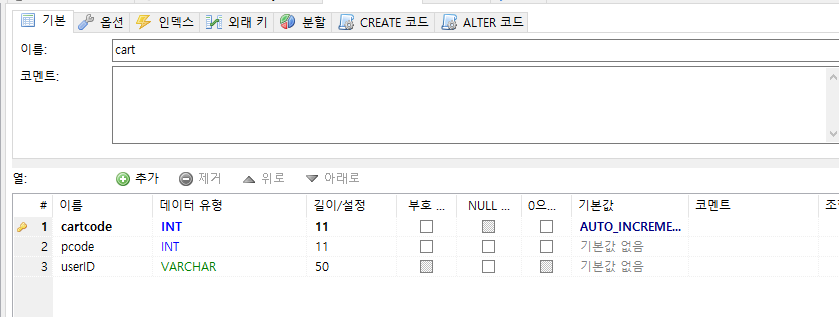 기본 옵션 인덱스 외래 키 분할 CREATE 코드 ALTER 코드
이름: cart
코멘트:
열: 추가 제거 위로 아래로
# 이름 데이터 유형 길이/설정 부호 ... NULL ... 0으... 기본값 코멘트
1 cartcode INT 11 AUTO_INCREME...
2 pcode INT 11 기본값 없음
3 userID VARCHAR 50 기본값 없음